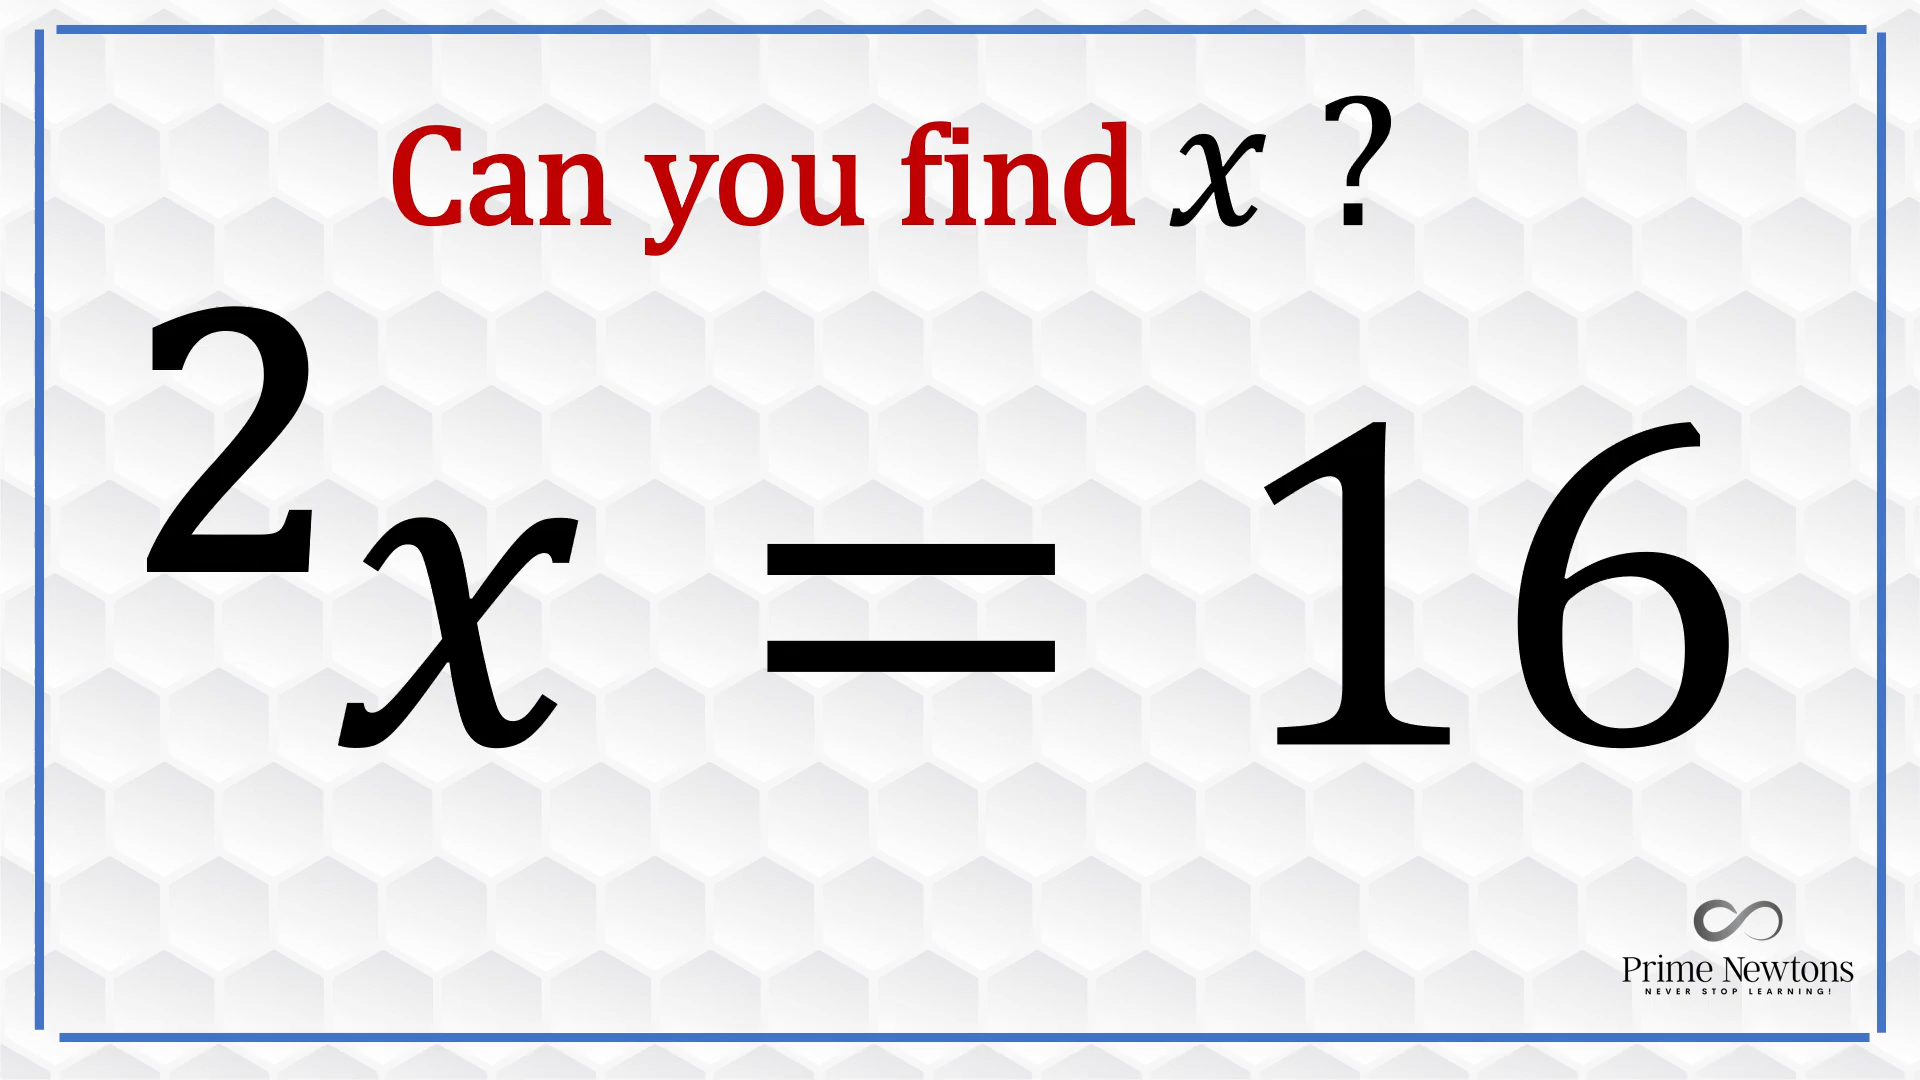 Can you find x ?
²x = 16
Prime Newtons
NEVER STOP LEARNING!